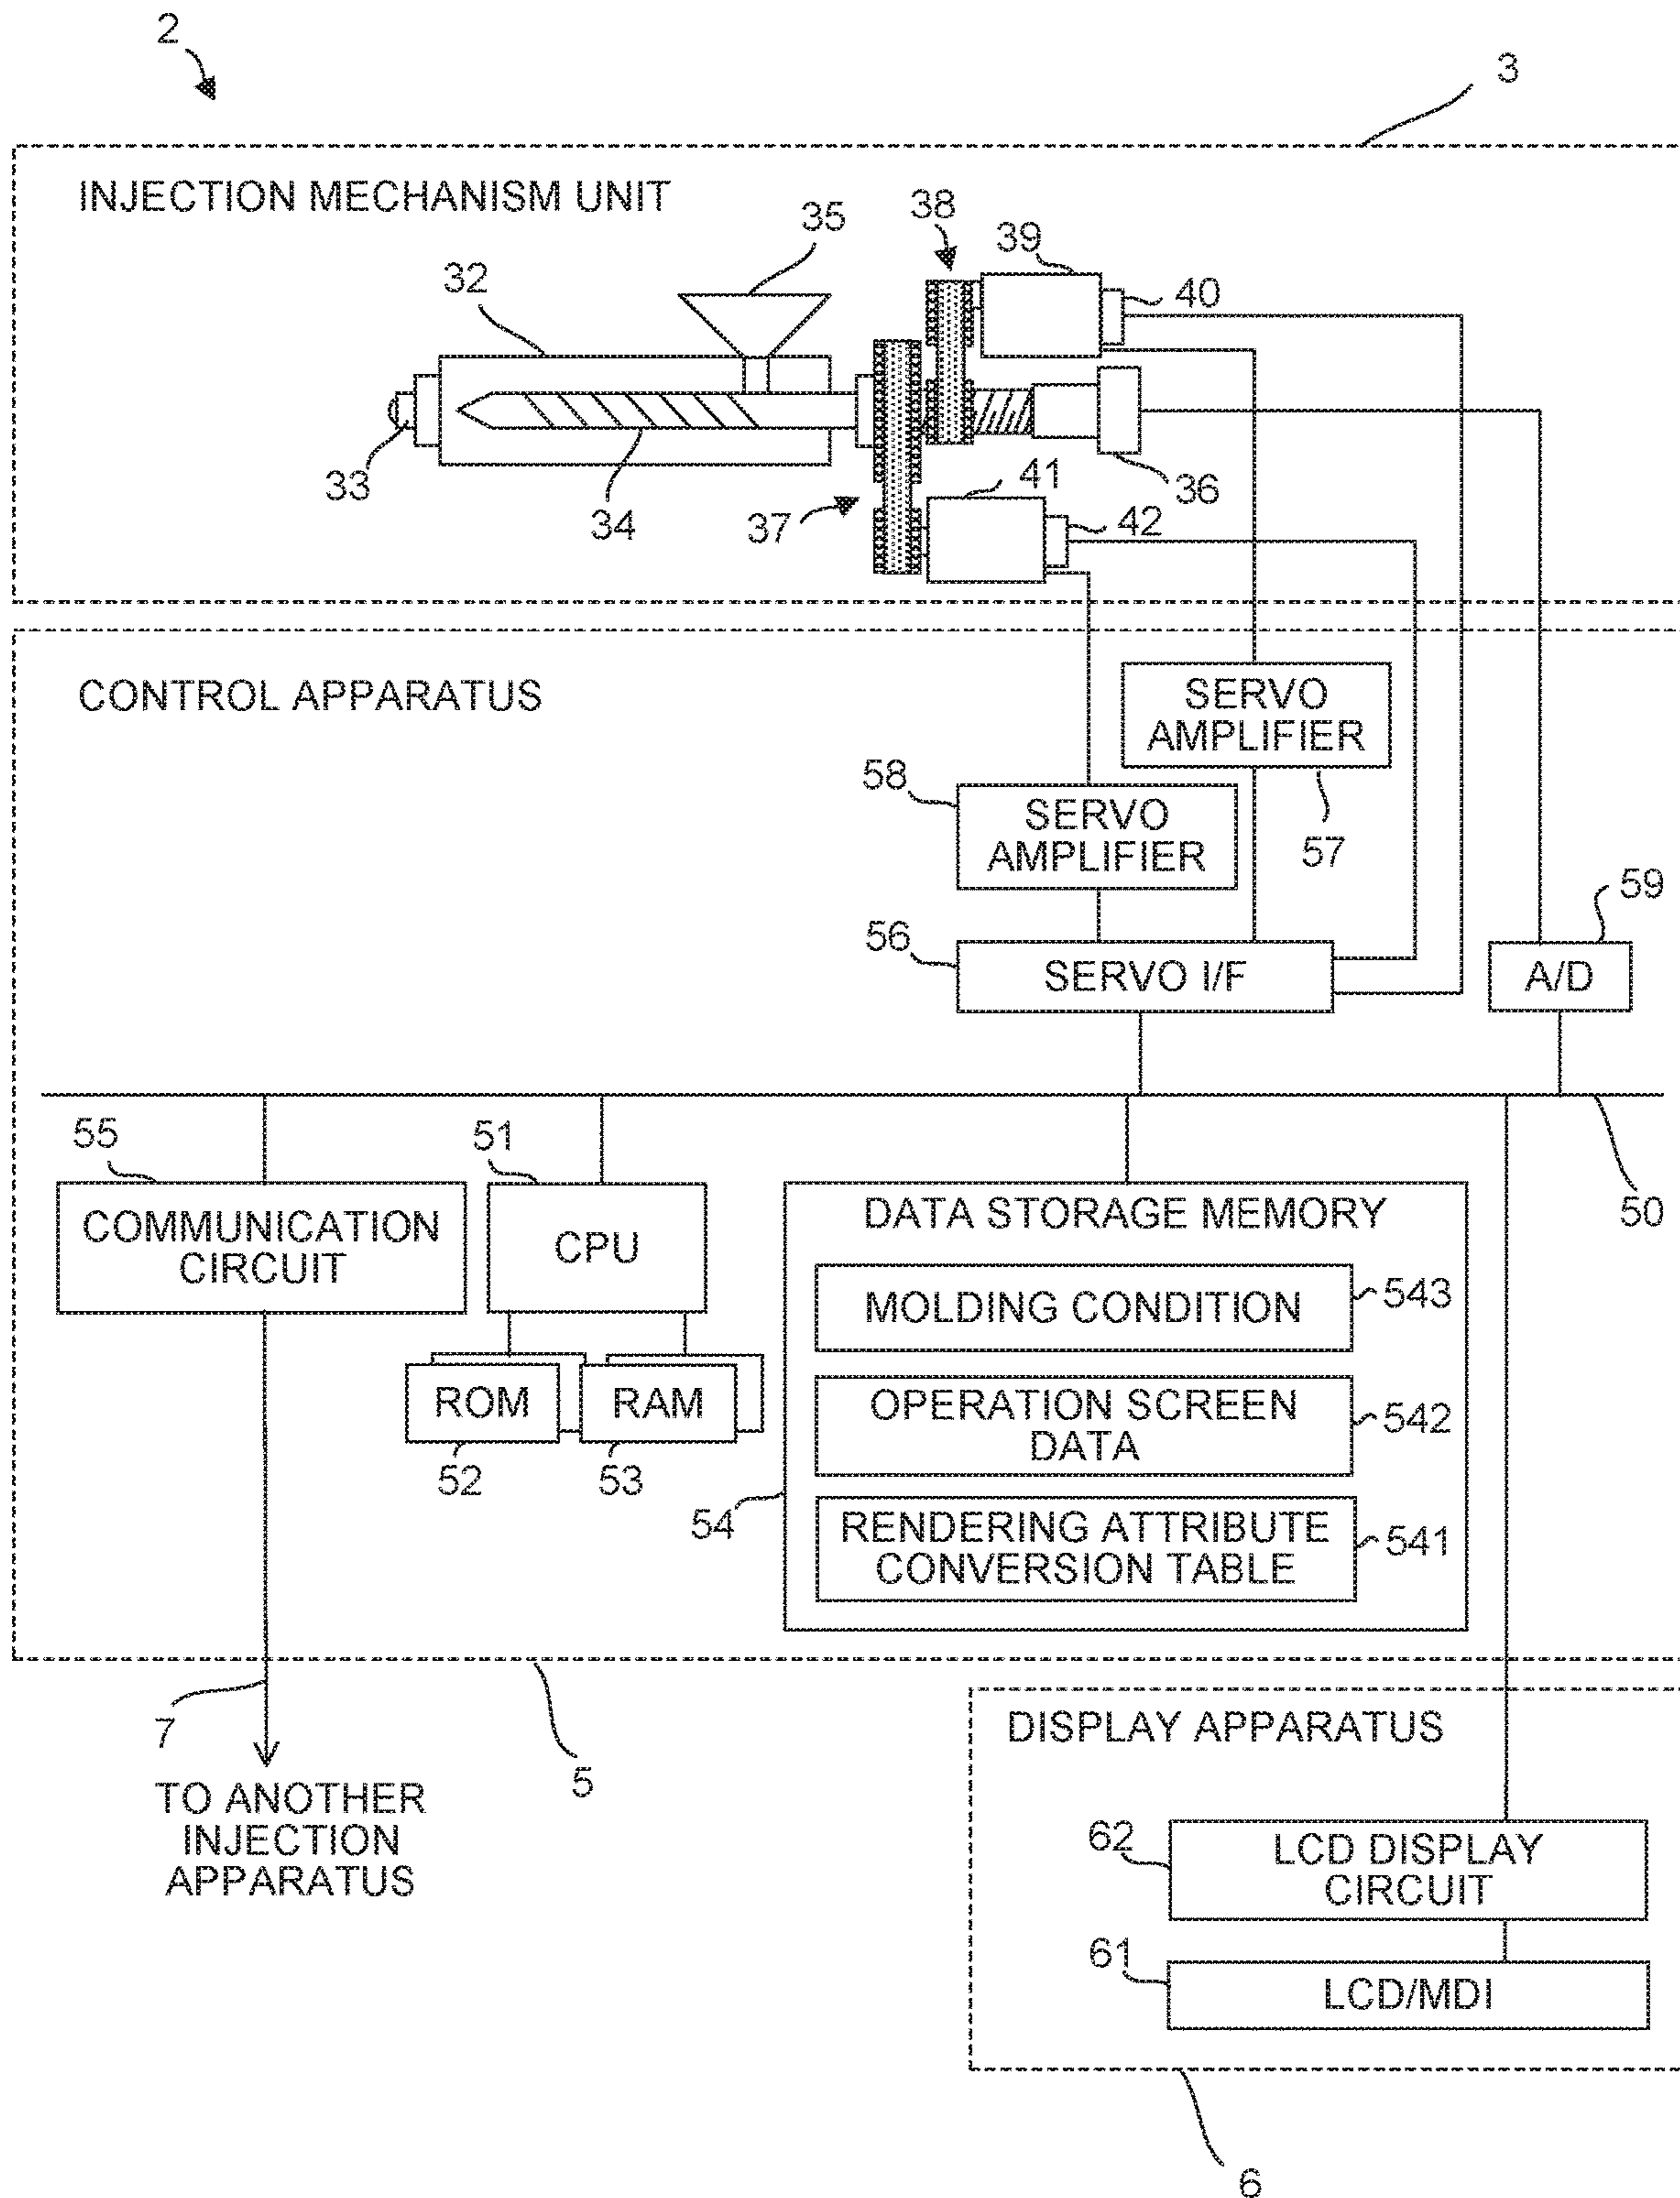 2
3
INJECTION MECHANISM UNIT
38
35
39
32
40
33
34
37
41
36
42
CONTROL APPARATUS
SERVO
AMPLIFIER
58
57
SERVO
AMPLIFIER
59
56
SERVO I/F
A/D
55
51
50
COMMUNICATION
CIRCUIT
CPU
DATA STORAGE MEMORY
MOLDING CONDITION
543
ROM
RAM
OPERATION SCREEN
DATA
542
52
53
54
RENDERING ATTRIBUTE
CONVERSION TABLE
541
7
5
DISPLAY APPARATUS
TO ANOTHER
INJECTION
APPARATUS
62
LCD DISPLAY
CIRCUIT
61
LCD/MDI
6